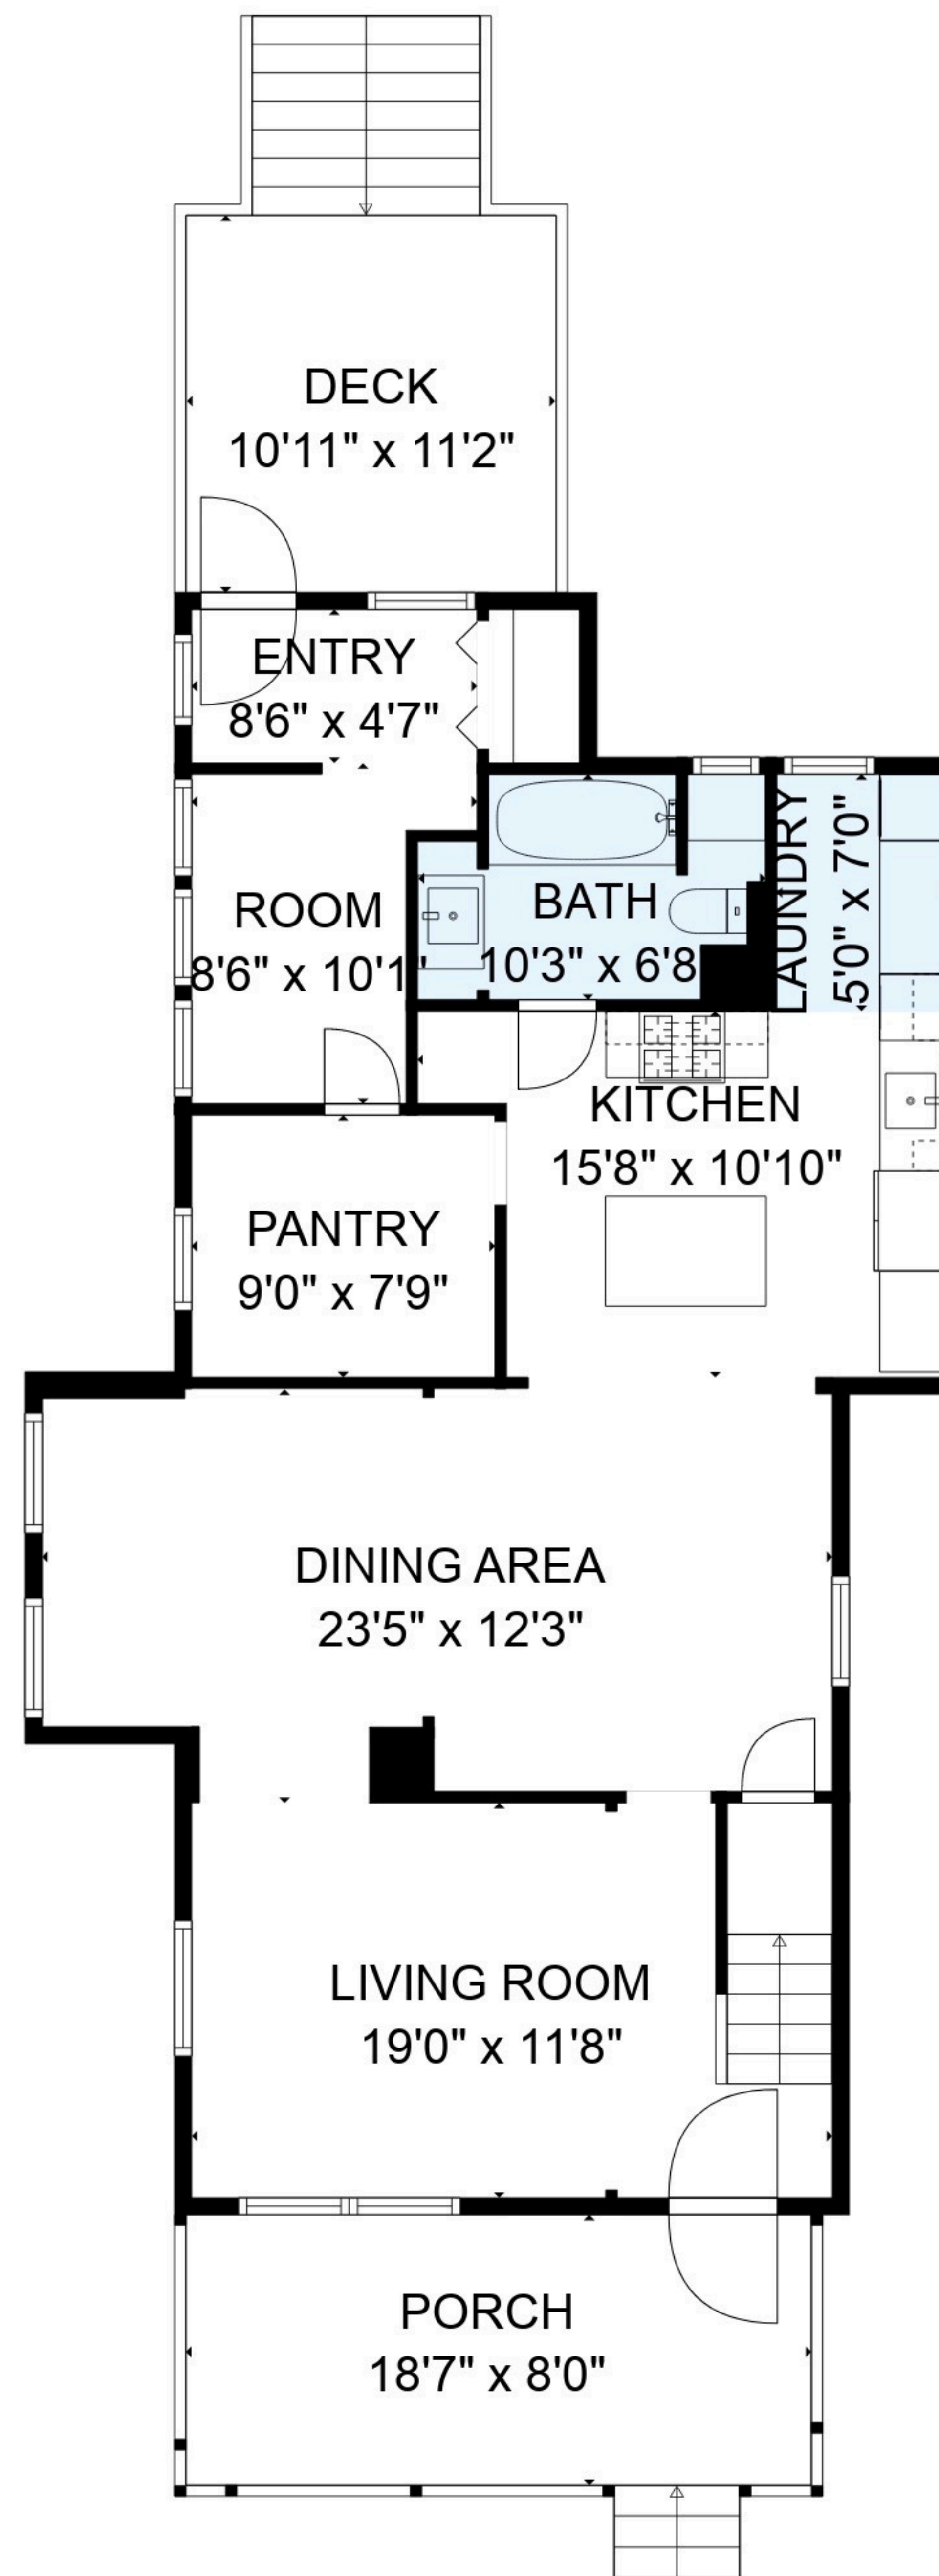 DECK
10'11" x 11'2"
ENTRY
8'6" x 4'7"
ROOM
8'6" x 10'1"
BATH
10'3" x 6'8
LAUNDRY
5'0" x 7'0"
KITCHEN
15'8" x 10'10"
PANTRY
9'0" x 7'9"
DINING AREA
23'5" x 12'3"
LIVING ROOM
19'0" x 11'8"
PORCH
18'7" x 8'0"